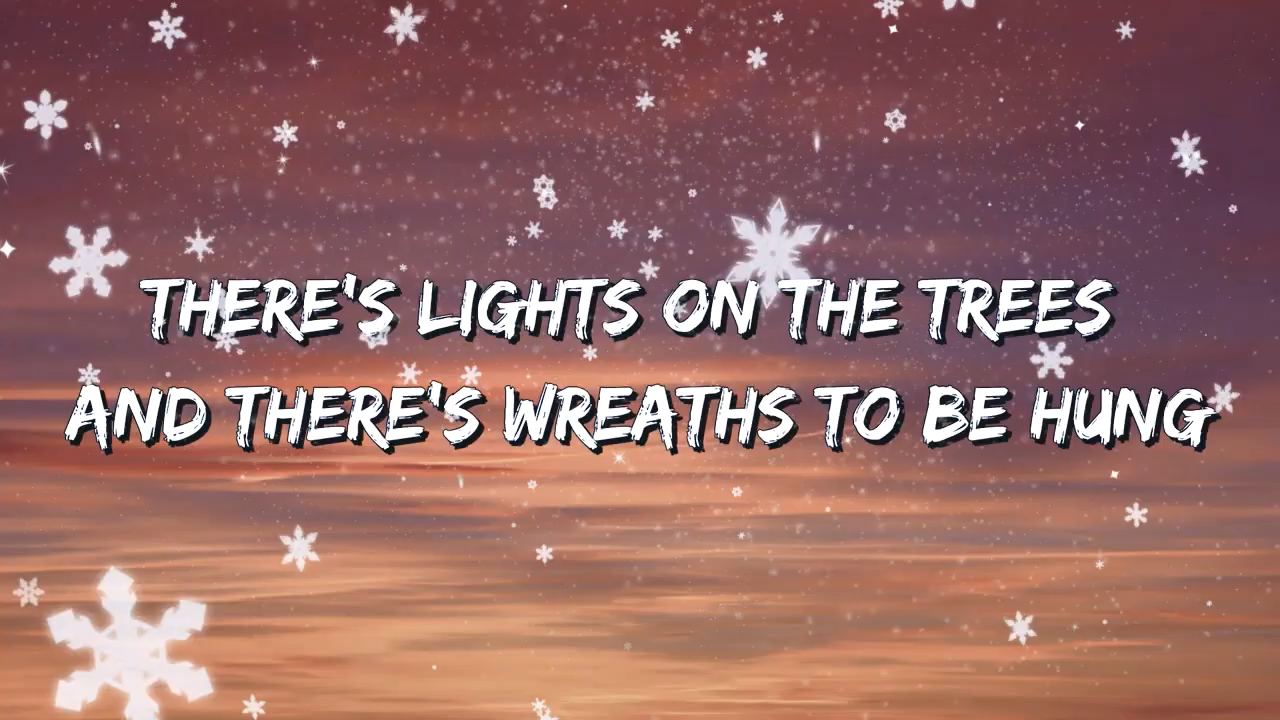 THERE'S LIGHTS ON THE TREES
AND THERE'S WREATHS TO BE HUNG